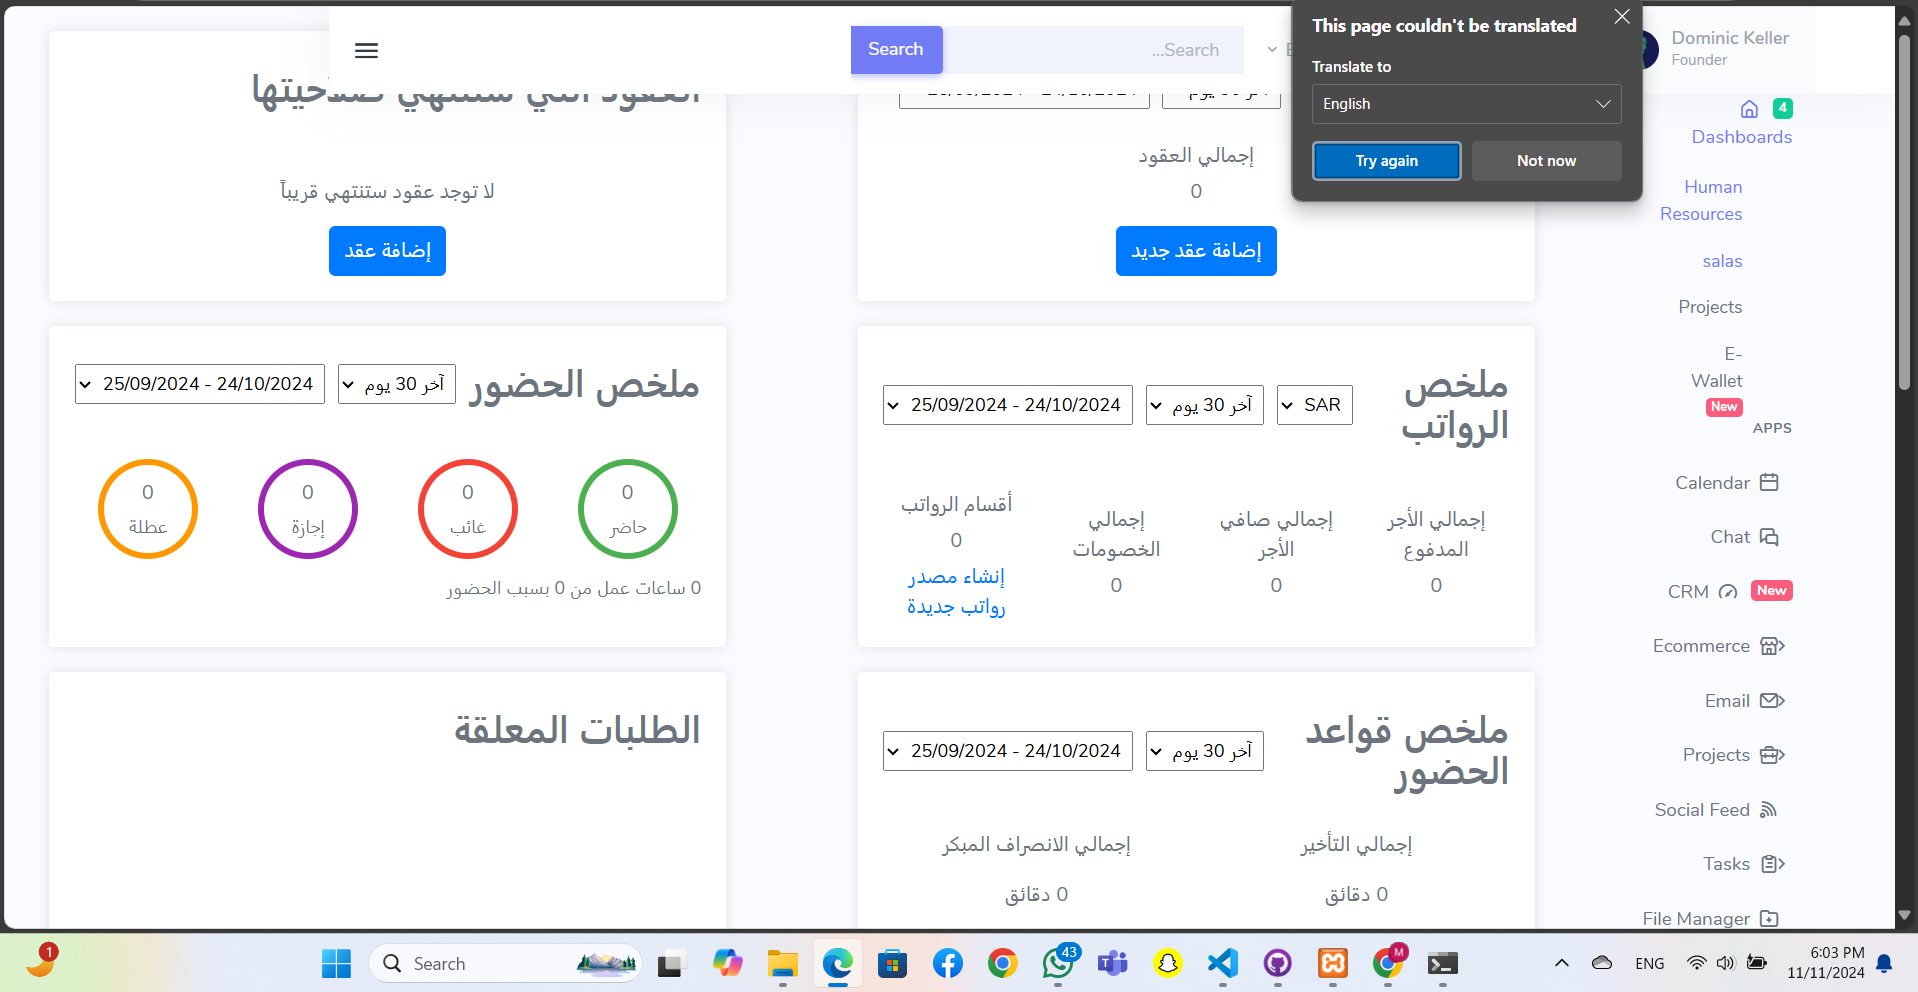 Search
Search...
This page couldn't be translated
Translate to
English
Try again
Not now
Dominic Keller
Founder
4
Dashboards
Human
Resources
salas
Projects
E-
Wallet
New
APPS
Calendar
Chat
CRM
New
Ecommerce
Email
Projects
Social Feed
Tasks
File Manager
إجمالي العقود
0
إضافة عقد جديد
العقود التي ستنتهي صلاحيتها
لا توجد عقود ستنتهي قريباً
إضافة عقد
ملخص
الرواتب
SAR
آخر 30 يوم
25/09/2024 - 24/10/2024
إجمالي الأجر
المدفوع
0
إجمالي صافي
الأجر
0
إجمالي
الخصومات
0
أقسام الرواتب
0
إنشاء مصدر
رواتب جديدة
ملخص الحضور
آخر 30 يوم
25/09/2024 - 24/10/2024
0
حاضر
0
غائب
0
إجازة
0
عطلة
0 ساعات عمل من 0 بسبب الحضور
ملخص قواعد
الحضور
آخر 30 يوم
25/09/2024 - 24/10/2024
إجمالي التأخير
0 دقائق
إجمالي الانصراف المبكر
0 دقائق
الطلبات المعلقة
1
Search
43
M
ENG
6:03 PM
11/11/2024